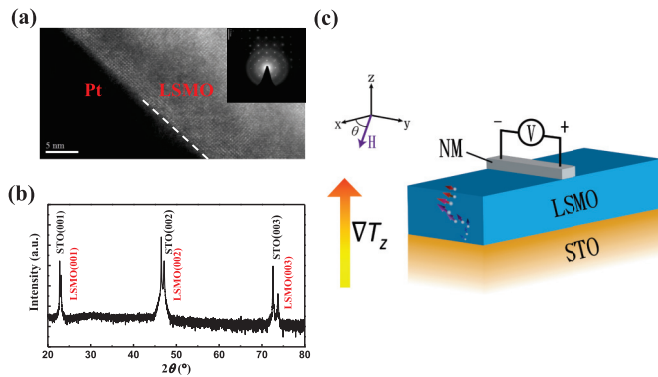 (a)
Pt
LSMO
5 nm
(b)
Intensity (a.u.)
STO(001)
LSMO(001)
STO(002)
LSMO(002)
STO(003)
LSMO(003)
20 30 40 50 60 70 80
2θ (°)
(c)
z
x
y
θ
H
− V +
NM
∇Tz
LSMO
STO